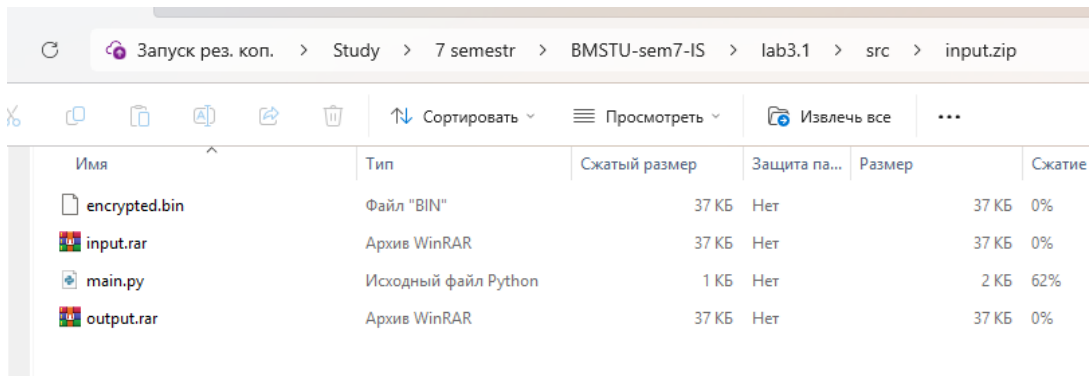 Запуск рез. коп. > Study > 7 semestr > BMSTU-sem7-IS > lab3.1 > src > input.zip
Сортировать Просмотреть Извлечь все ...
Имя Тип Сжатый размер Защита па... Размер Сжатие
encrypted.bin Файл "BIN" 37 КБ Нет 37 КБ 0%
input.rar Архив WinRAR 37 КБ Нет 37 КБ 0%
main.py Исходный файл Python 1 КБ Нет 2 КБ 62%
output.rar Архив WinRAR 37 КБ Нет 37 КБ 0%